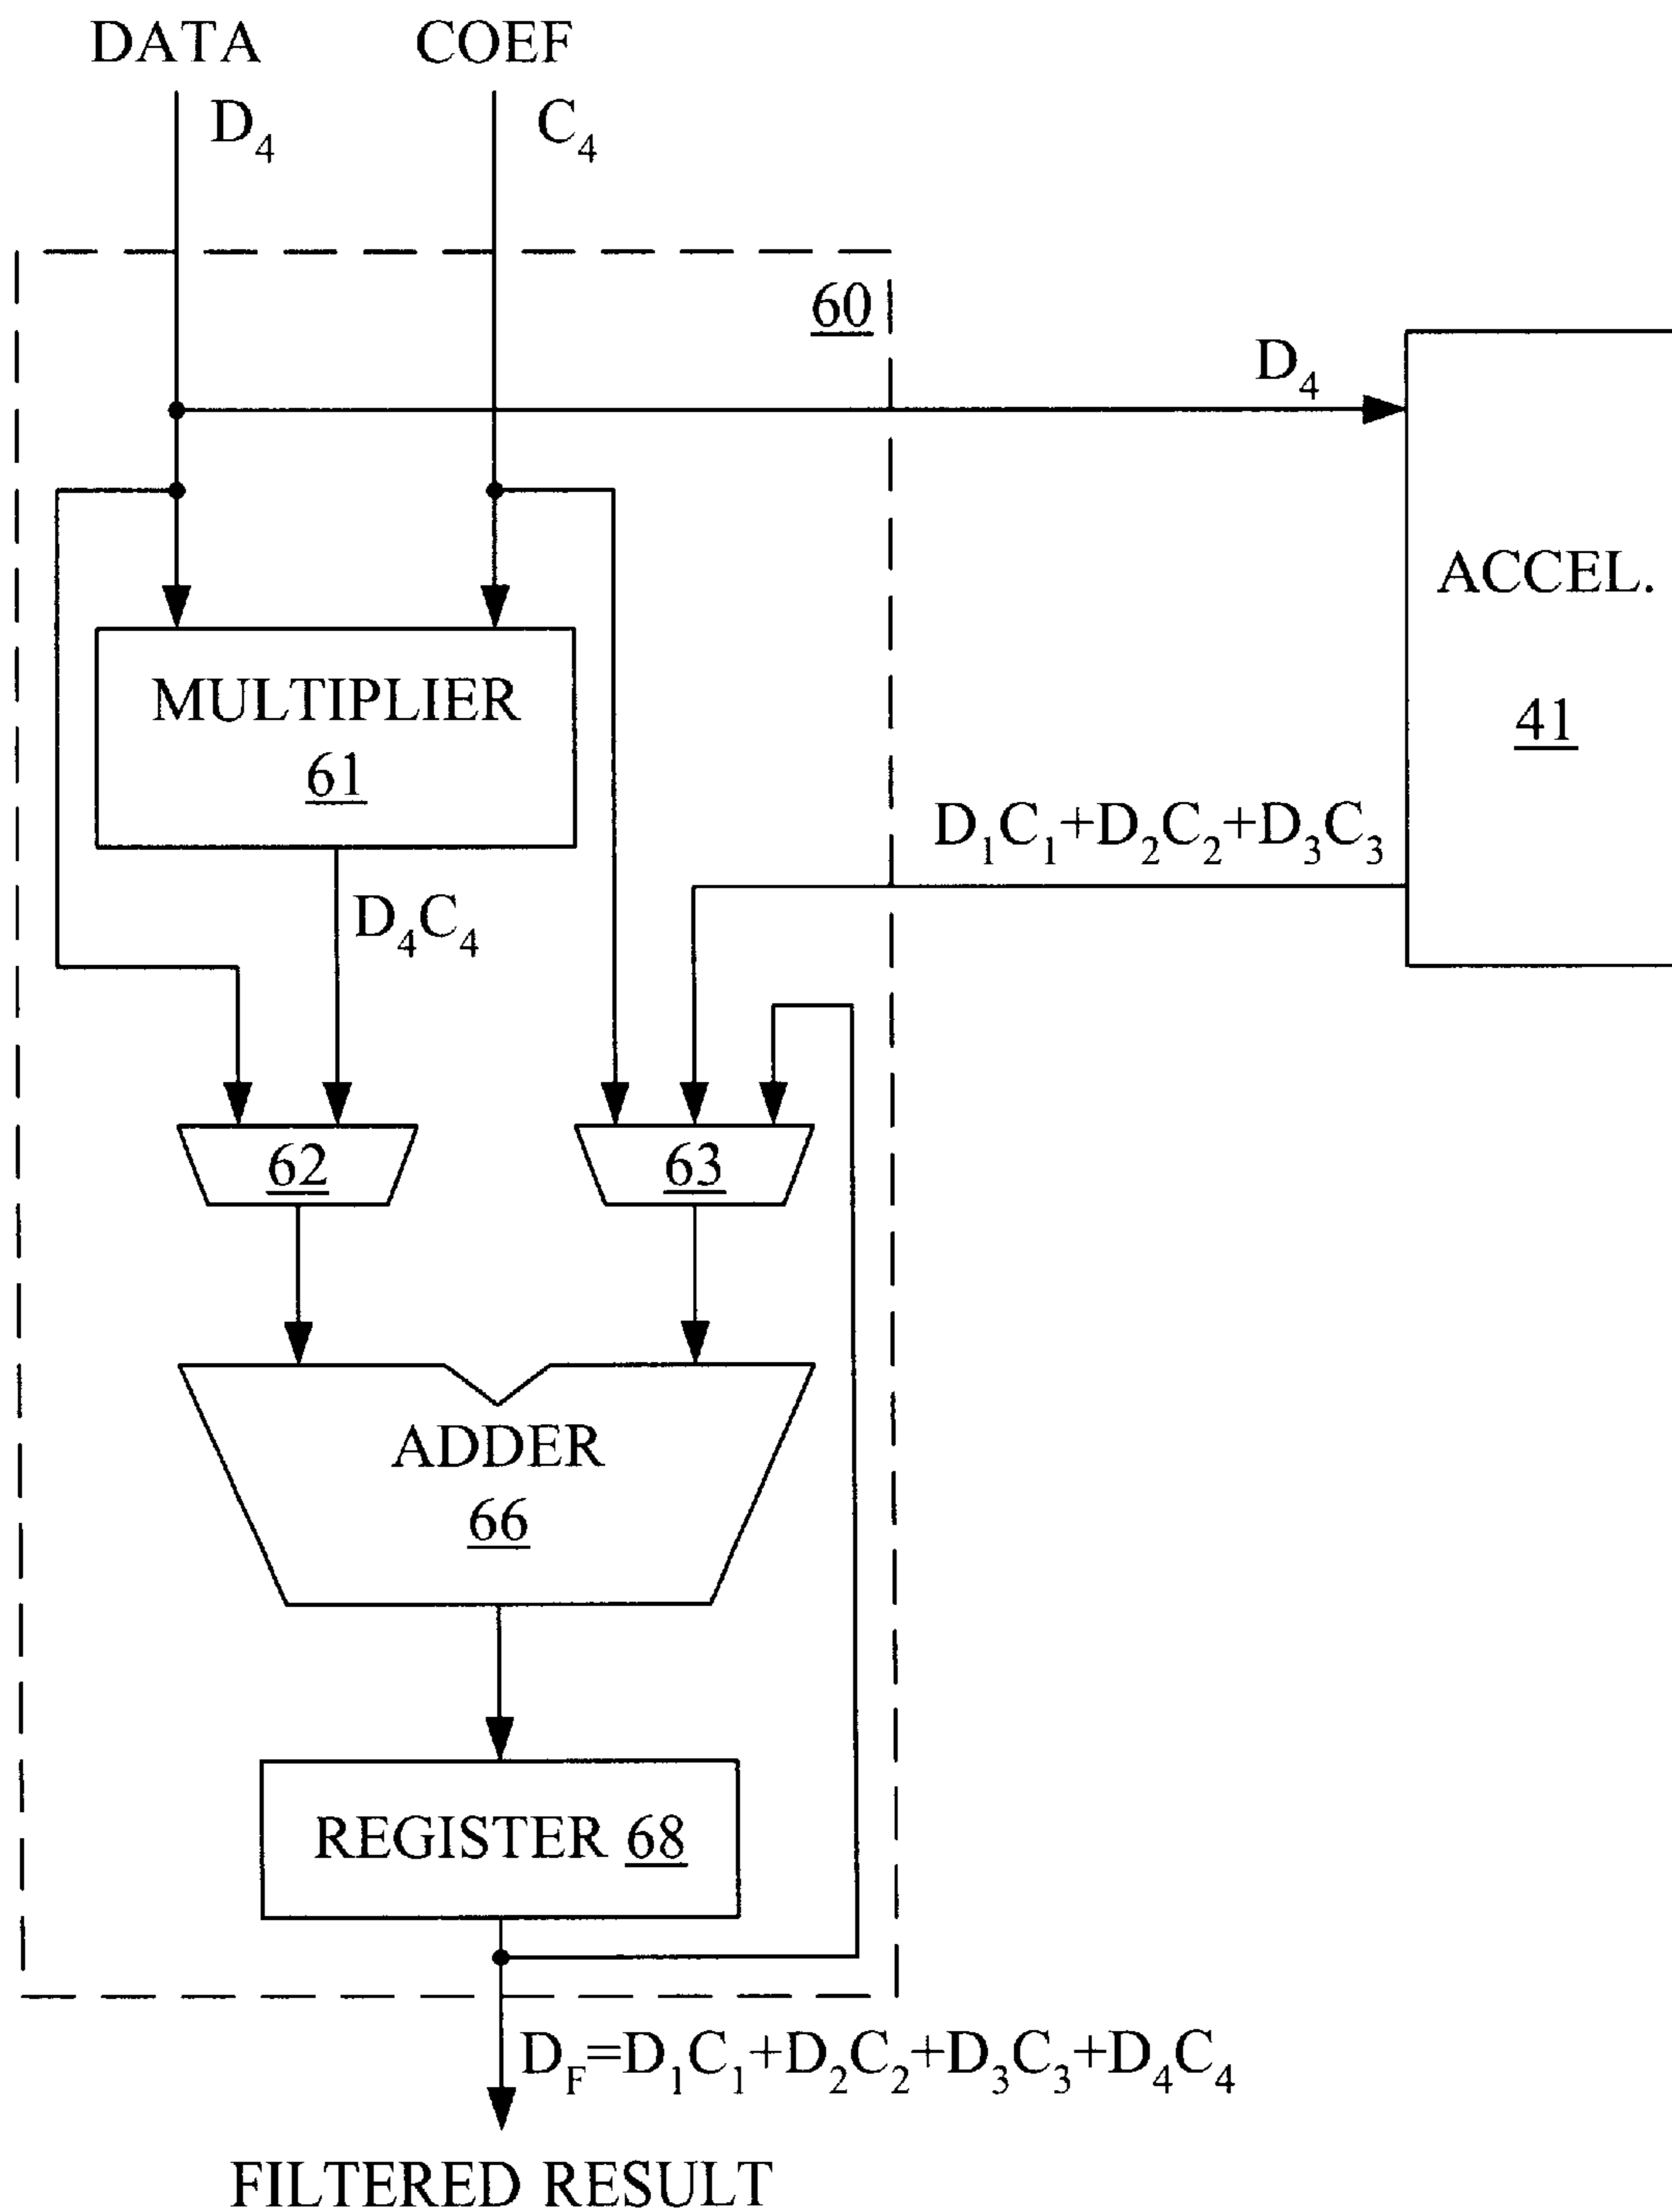 DATA COEF
D₄ C₄
60
D₄
ACCEL.
41
MULTIPLIER
61
D₁C₁+D₂C₂+D₃C₃
D₄C₄
62 63
ADDER
66
REGISTER 68
D_F=D₁C₁+D₂C₂+D₃C₃+D₄C₄
FILTERED RESULT